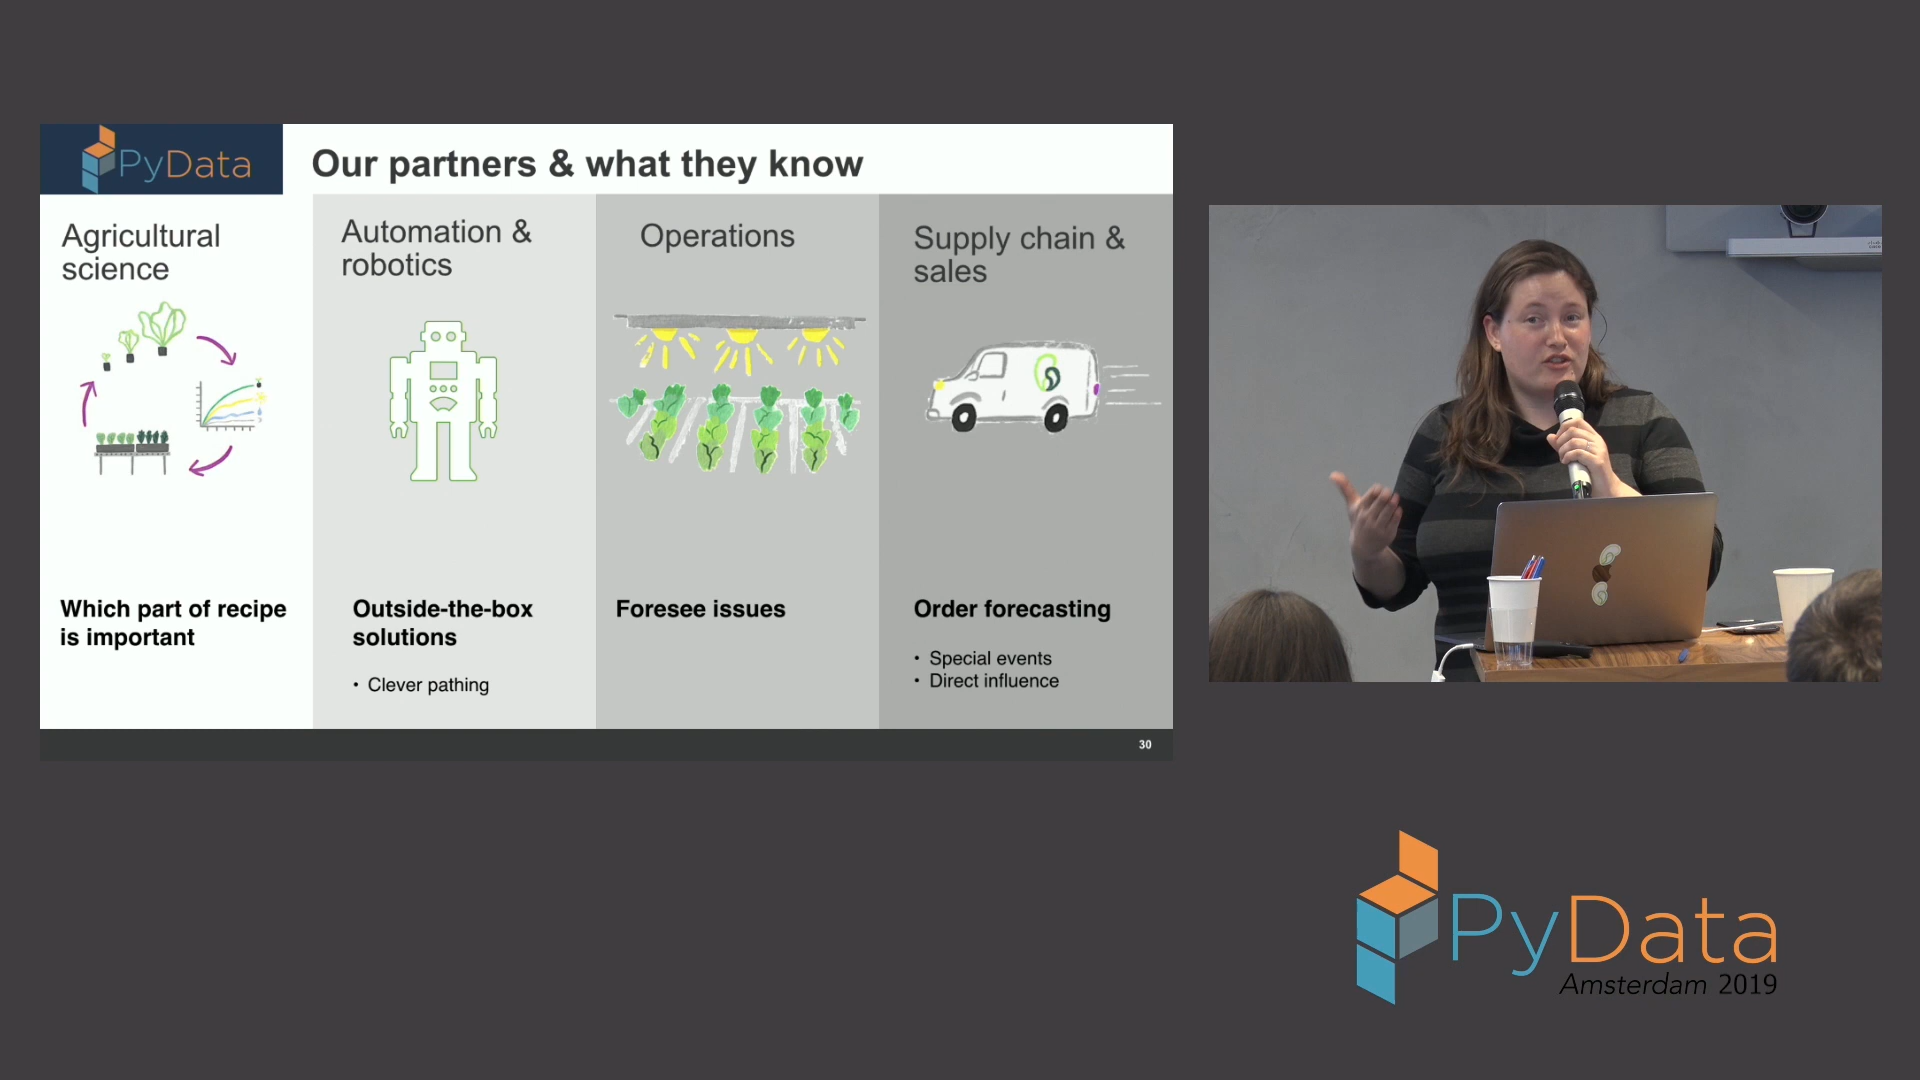 PyData
Our partners & what they know
Agricultural
science
Which part of recipe
is important
Automation &
robotics
Outside-the-box
solutions
• Clever pathing
Operations
Foresee issues
Supply chain &
sales
Order forecasting
• Special events
• Direct influence
30
PyData
Amsterdam 2019